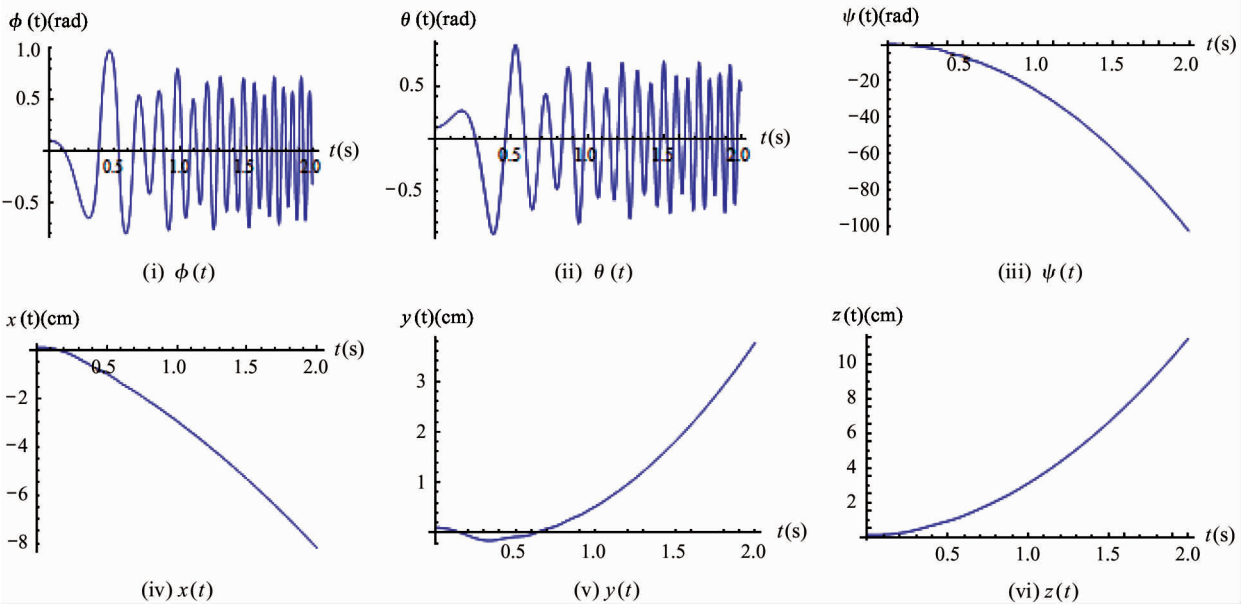 ϕ (t)(rad)
1.0
0.5
−0.5
0.5
1.0
1.5
2.0
t(s)
(i) ϕ(t)
θ (t)(rad)
0.5
−0.5
0.5
1.0
1.5
2.0
t(s)
(ii) θ(t)
ψ(t)(rad)
t(s)
0.5
1.0
1.5
2.0
−20
−40
−60
−80
−100
(iii) ψ(t)
x (t)(cm)
t(s)
0.5
1.0
1.5
2.0
−2
−4
−6
−8
(iv) x(t)
y (t)(cm)
3
2
1
t(s)
0.5
1.0
1.5
2.0
(v) y(t)
z (t)(cm)
10
8
6
4
2
t(s)
0.5
1.0
1.5
2.0
(vi) z(t)